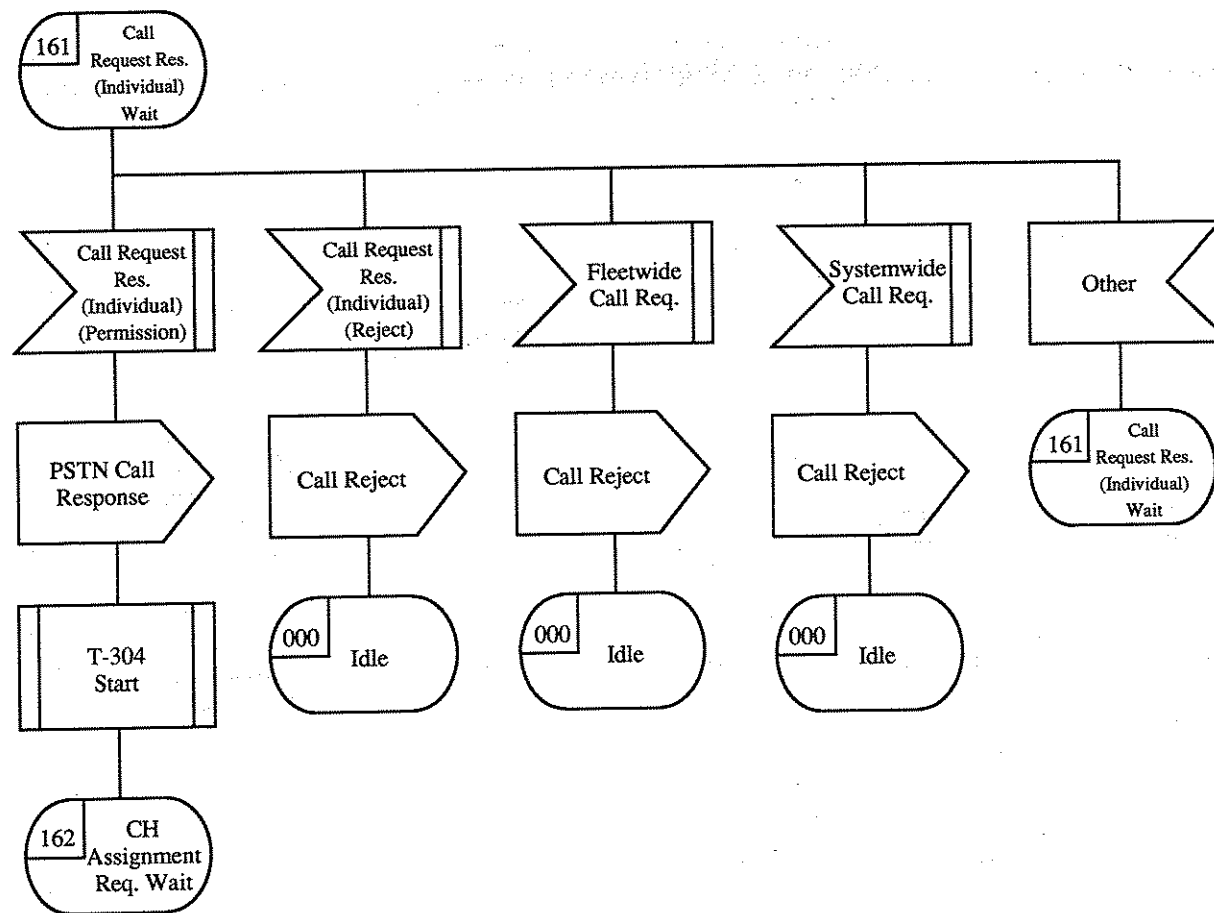 161
Call
Request Res.
(Individual)
Wait
Call Request
Res.
(Individual)
(Permission)
Call Request
Res.
(Individual)
(Reject)
Fleetwide
Call Req.
Systemwide
Call Req.
Other
PSTN Call
Response
Call Reject
Call Reject
Call Reject
161
Call
Request Res.
(Individual)
Wait
T-304
Start
000
Idle
000
Idle
000
Idle
162
CH
Assignment
Req. Wait